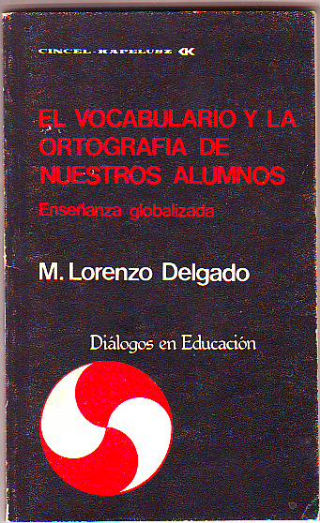 CINCEL-KAPELUSZ CK
EL VOCABULARIO Y LA
ORTOGRAFIA DE
NUESTROS ALUMNOS
Enseñanza globalizada
M. Lorenzo Delgado
Diálogos en Educación